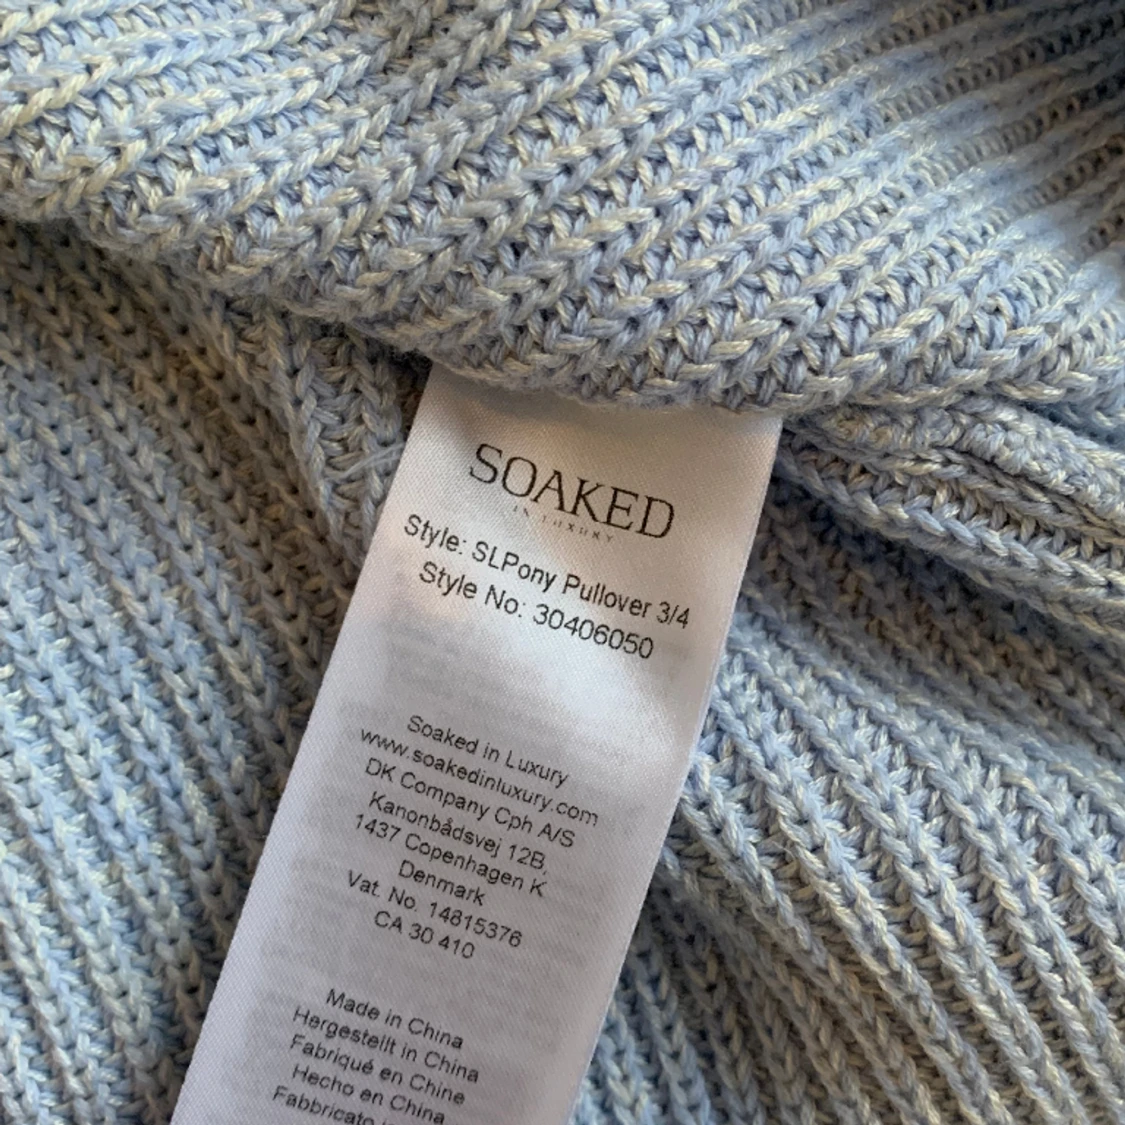 SOAKED
IN LUXURY
Style: SLPony Pullover 3/4
Style No: 30406050
Soaked in Luxury
www.soakedinluxury.com
DK Company Cph A/S
Kanonbådsvej 12B,
1437 Copenhagen K
Denmark
Vat. No. 14815376
CA 30 410
Made in China
Hergestellt in China
Fabriqué en Chine
Hecho en China
Fabbricato